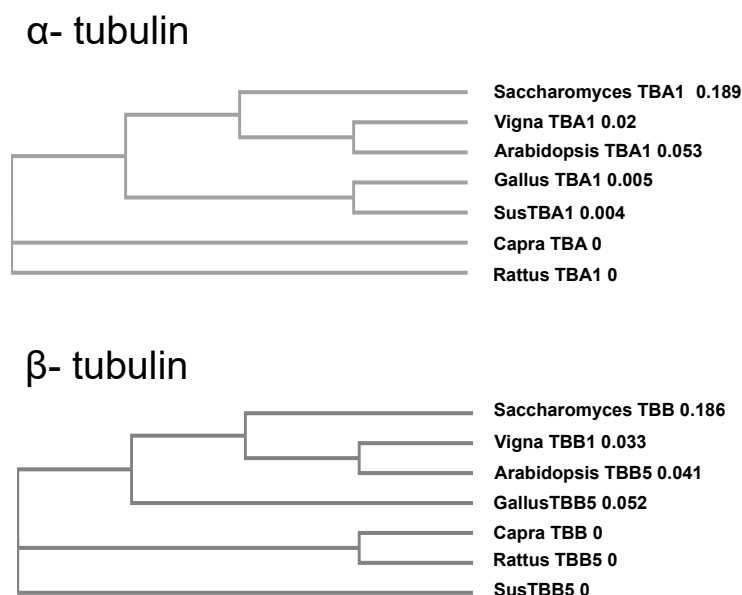 α- tubulin
Saccharomyces TBA1 0.189
Vigna TBA1 0.02
Arabidopsis TBA1 0.053
Gallus TBA1 0.005
SusTBA1 0.004
Capra TBA 0
Rattus TBA1 0
β- tubulin
Saccharomyces TBB 0.186
Vigna TBB1 0.033
Arabidopsis TBB5 0.041
GallusTBB5 0.052
Capra TBB 0
Rattus TBB5 0
SusTBB5 0